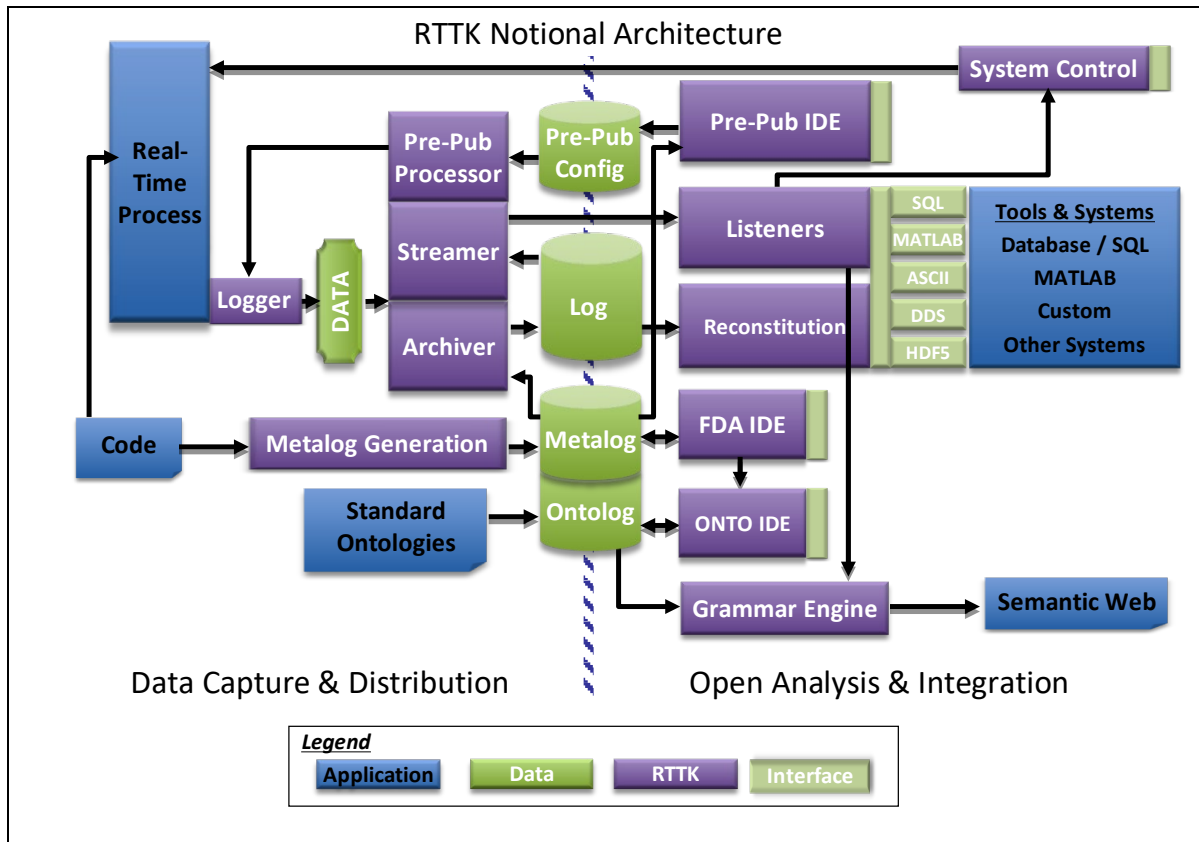 RTTK Notional Architecture
System Control
Real-
Time
Process
Pre-Pub
Processor
Pre-Pub
Config
Pre-Pub IDE
Streamer
Listeners
SQL
MATLAB
ASCII
DDS
HDF5
Tools & Systems
Database / SQL
MATLAB
Custom
Other Systems
Logger
DATA
Archiver
Log
Reconstitution
Code
Metalog Generation
Metalog
FDA IDE
Standard
Ontologies
Ontolog
ONTO IDE
Grammar Engine
Semantic Web
Data Capture & Distribution
Open Analysis & Integration
Legend
Application
Data
RTTK
Interface